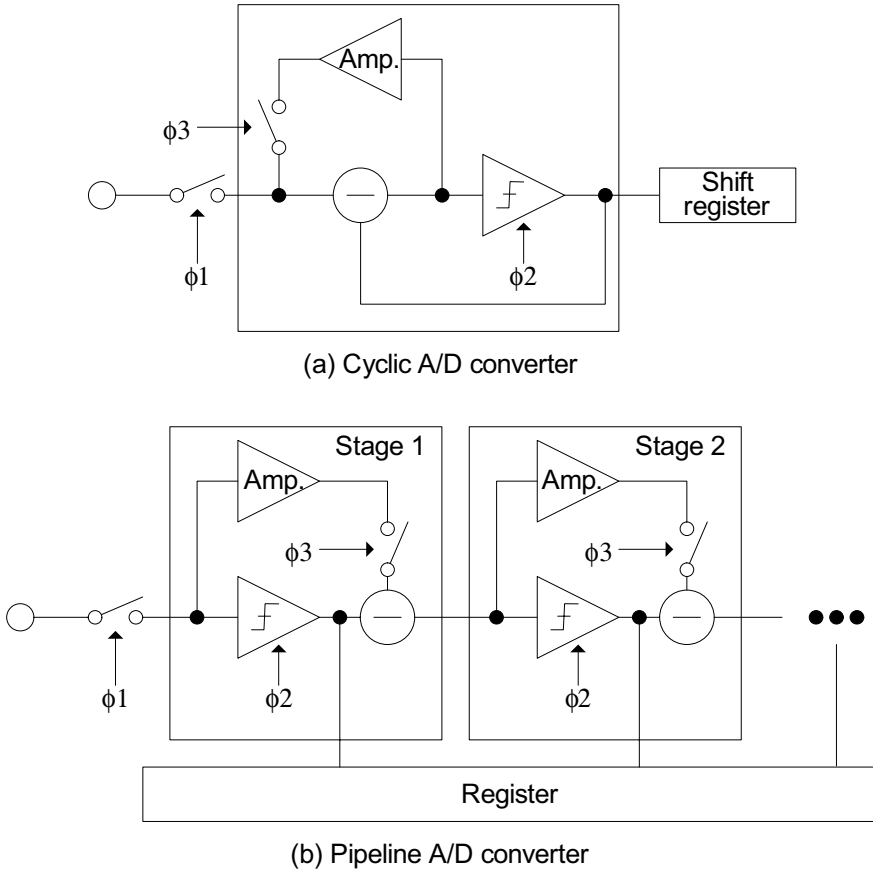 Amp.
ϕ3
Shift
register
ϕ1
ϕ2
(a) Cyclic A/D converter
Stage 1
Stage 2
Amp.
Amp.
ϕ3
ϕ3
ϕ1
ϕ2
ϕ2
Register
(b) Pipeline A/D converter